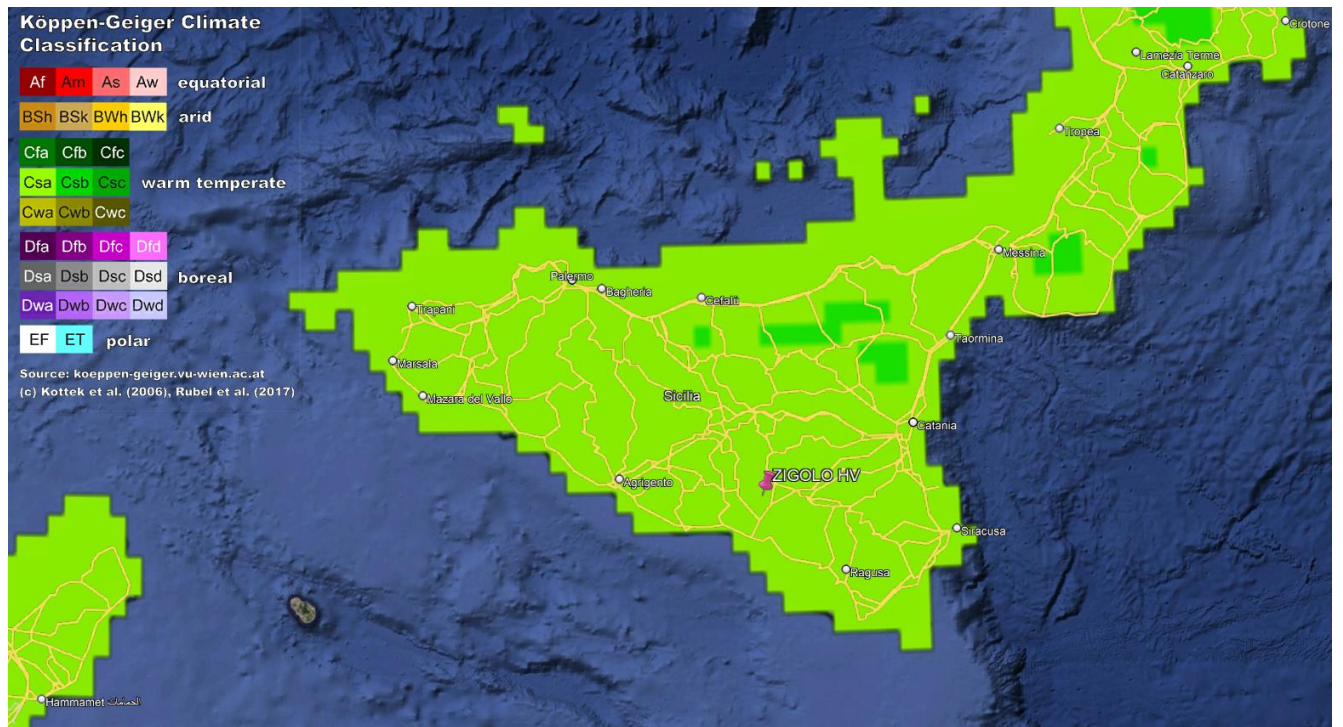 Köppen-Geiger Climate
Classification
Af Am As Aw equatorial
BSh BSk BWh BWk arid
Cfa Cfb Cfc
Csa Csb Csc warm temperate
Cwa Cwb Cwc
Dfa Dfb Dfc Dfd
Dsa Dsb Dsc Dsd boreal
Dwa Dwb Dwc Dwd
EF ET polar
Source: koeppen-geiger.vu-wien.ac.at
(c) Kottek et al. (2006), Rubel et al. (2017)
Crotone
Lamezia Terme
Catanzaro
Tropea
Messina
Palermo
Bagheria
Cefalù
Trapani
Taormina
Marsala
Mazara del Vallo
Sicilia
Catania
Agrigento
ZIGOLO HV
Siracusa
Ragusa
Hammamet الحمامات